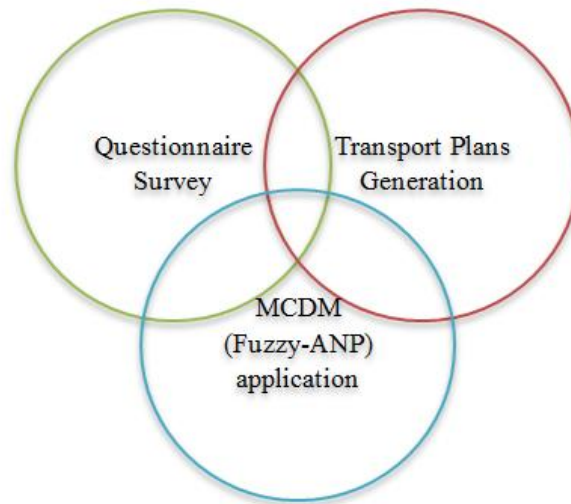 Questionnaire
Survey
Transport Plans
Generation
MCDM
(Fuzzy-ANP)
application